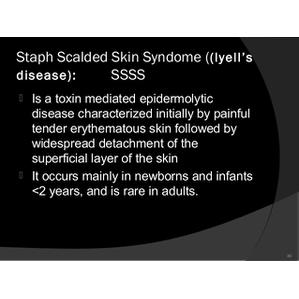 Staph Scalded Skin Syndome ((lyell's
disease): SSSS
Is a toxin mediated epidermolytic
disease characterized initially by painful
tender erythematous skin followed by
widespread detachment of the
superficial layer of the skin
It occurs mainly in newborns and infants
<2 years, and is rare in adults.